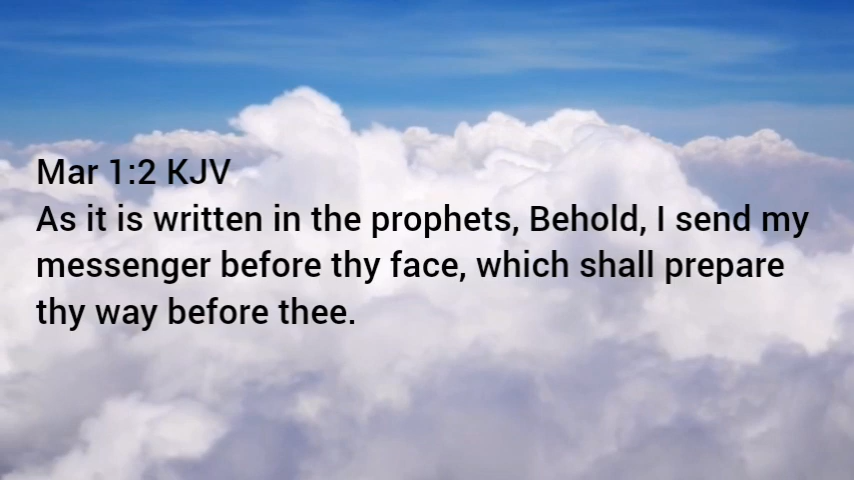 Mar 1:2 KJV
As it is written in the prophets, Behold, I send my
messenger before thy face, which shall prepare
thy way before thee.